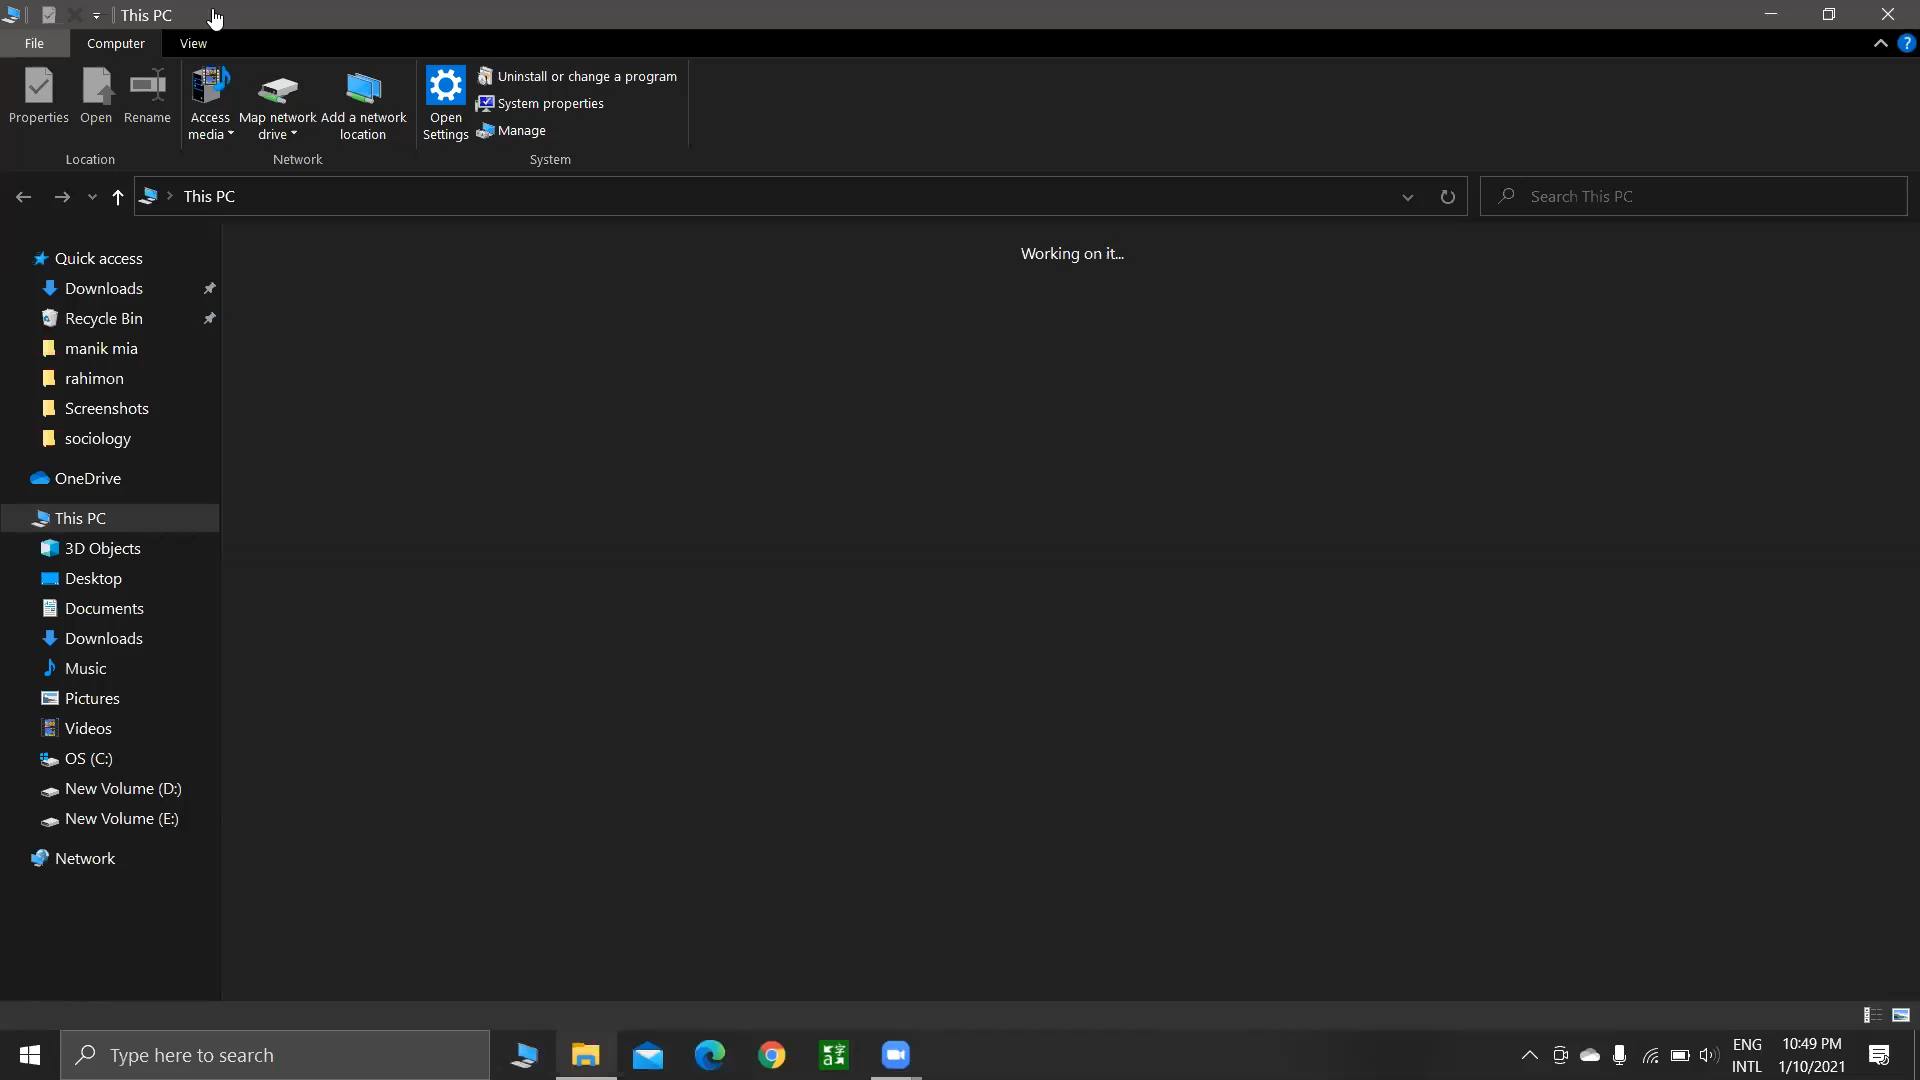 This PC
File
Computer
View
Properties
Open
Rename
Access media
Map network drive
Add a network location
Open Settings
Uninstall or change a program
System properties
Manage
Location
Network
System
This PC
Search This PC
Working on it...
Quick access
Downloads
Recycle Bin
manik mia
rahimon
Screenshots
sociology
OneDrive
This PC
3D Objects
Desktop
Documents
Downloads
Music
Pictures
Videos
OS (C:)
New Volume (D:)
New Volume (E:)
Network
Type here to search
ENG
INTL
10:49 PM
1/10/2021